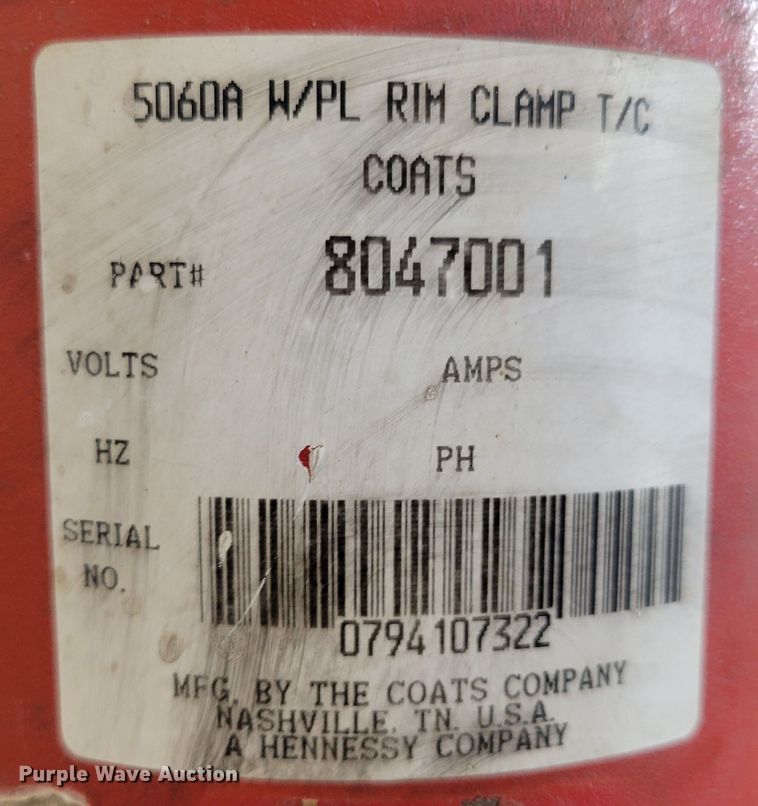 5060A W/PL RIM CLAMP T/C
COATS
PART# 8047001
VOLTS AMPS
HZ PH
SERIAL
NO.
0794107322
MFG. BY THE COATS COMPANY
NASHVILLE, TN. U.S.A.
A HENNESSY COMPANY
Purple Wave Auction